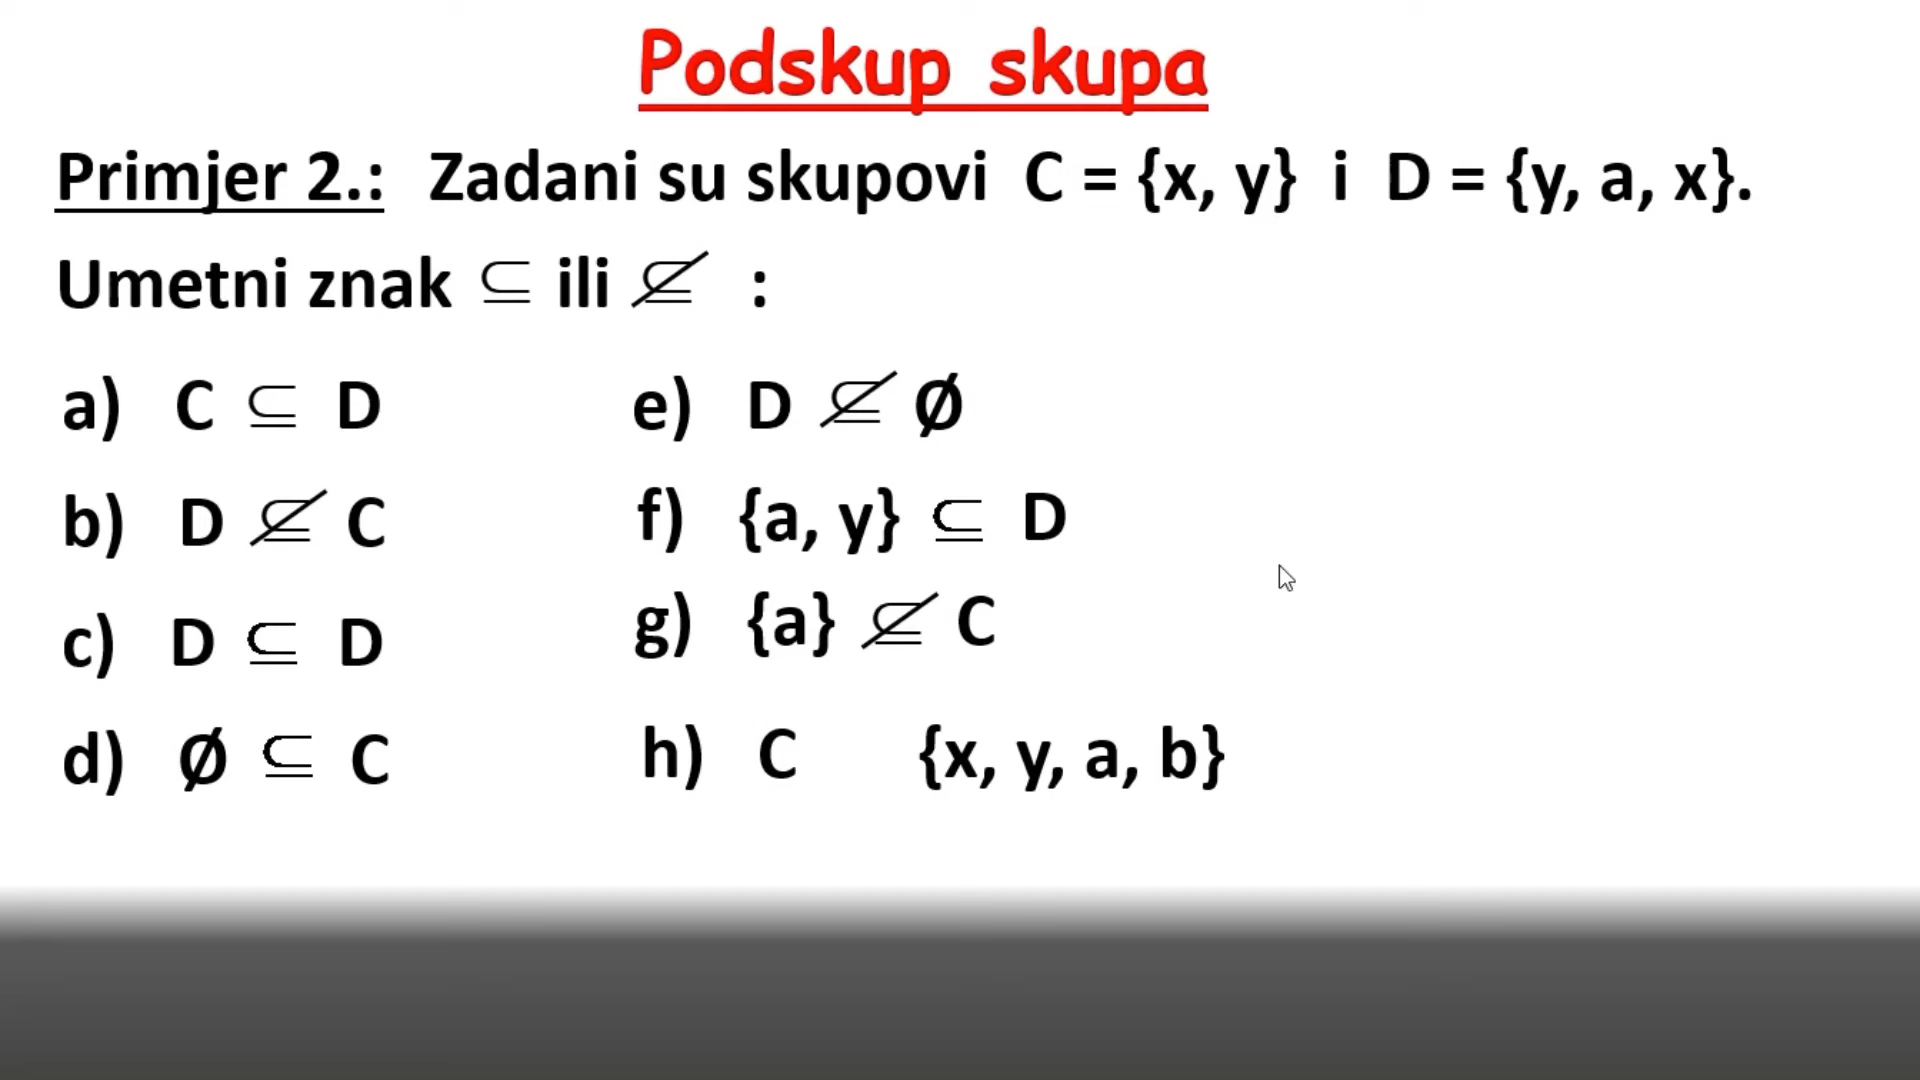 Podskup skupa
Primjer 2.: Zadani su skupovi C = {x, y} i D = {y, a, x}.
Umetni znak ⊆ ili ⊈ :
a) C ⊆ D
b) D ⊈ C
c) D ⊆ D
d) Ø ⊆ C
e) D ⊈ Ø
f) {a, y} ⊆ D
g) {a} ⊈ C
h) C {x, y, a, b}